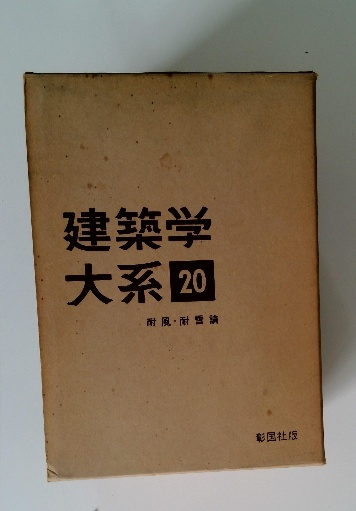 建築学
大系 20
耐風・耐雪論
彰国社版